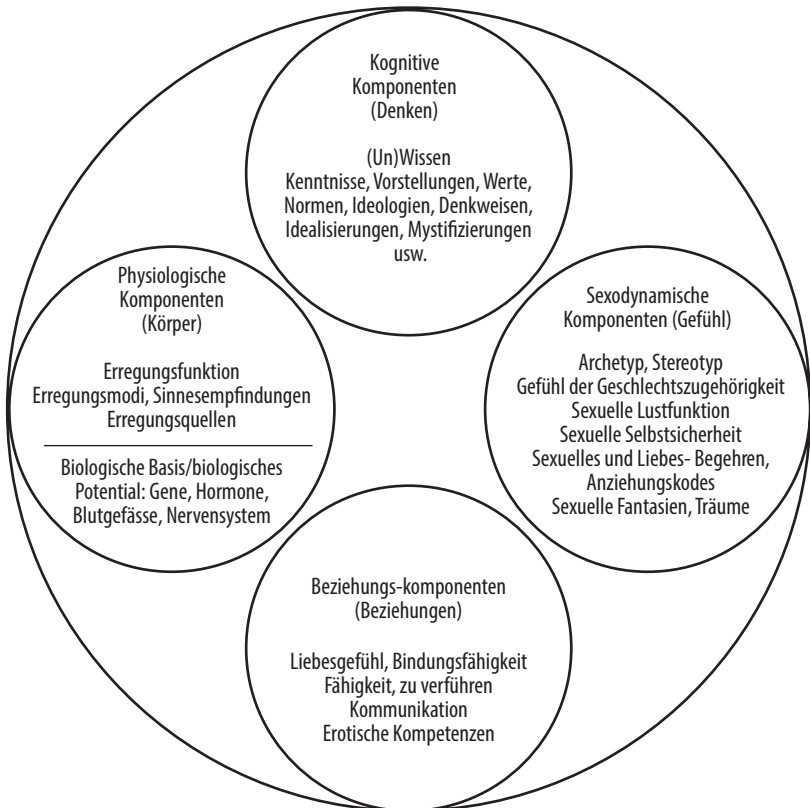 Kognitive
Komponenten
(Denken)
(Un)Wissen
Kenntnisse, Vorstellungen, Werte,
Normen, Ideologien, Denkweisen,
Idealisierungen, Mystifizierungen
usw.
Physiologische
Komponenten
(Körper)
Erregungsfunktion
Erregungsmodi, Sinnesempfindungen
Erregungsquellen
Biologische Basis/biologisches
Potential: Gene, Hormone,
Blutgefässe, Nervensystem
Sexodynamische
Komponenten (Gefühl)
Archetyp, Stereotyp
Gefühl der Geschlechtszugehörigkeit
Sexuelle Lustfunktion
Sexuelle Selbstsicherheit
Sexuelles und Liebes- Begehren,
Anziehungskodes
Sexuelle Fantasien, Träume
Beziehungs-komponenten
(Beziehungen)
Liebesgefühl, Bindungsfähigkeit
Fähigkeit, zu verführen
Kommunikation
Erotische Kompetenzen